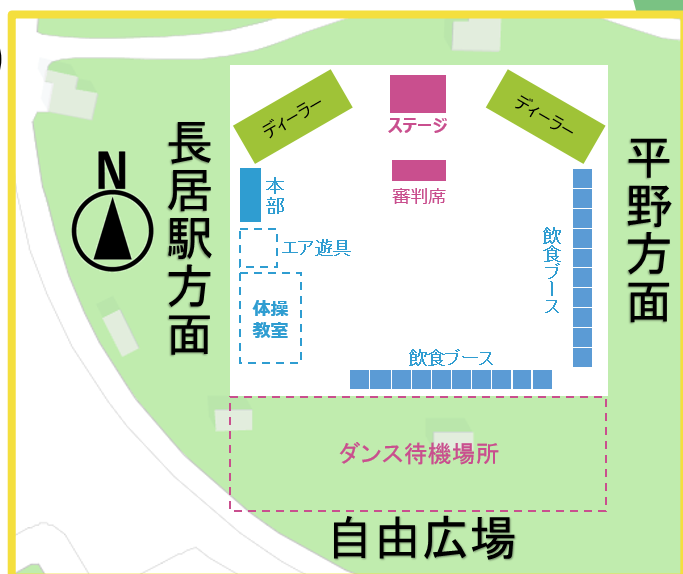 ディーラー
ステージ
ディーラー
審判席
N
長居駅方面
平野方面
本部
エア遊具
飲食ブース
体操
教室
飲食ブース
ダンス待機場所
自由広場